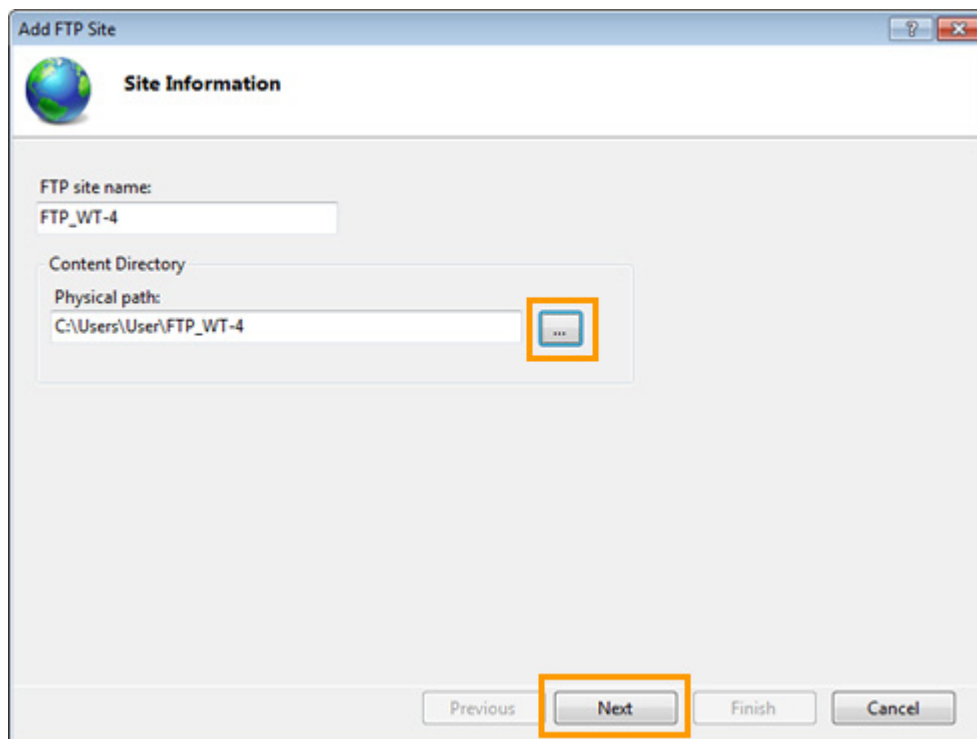 Add FTP Site
?
Site Information
FTP site name:
FTP_WT-4
Content Directory
Physical path:
C:\Users\User\FTP_WT-4
...
Previous
Next
Finish
Cancel